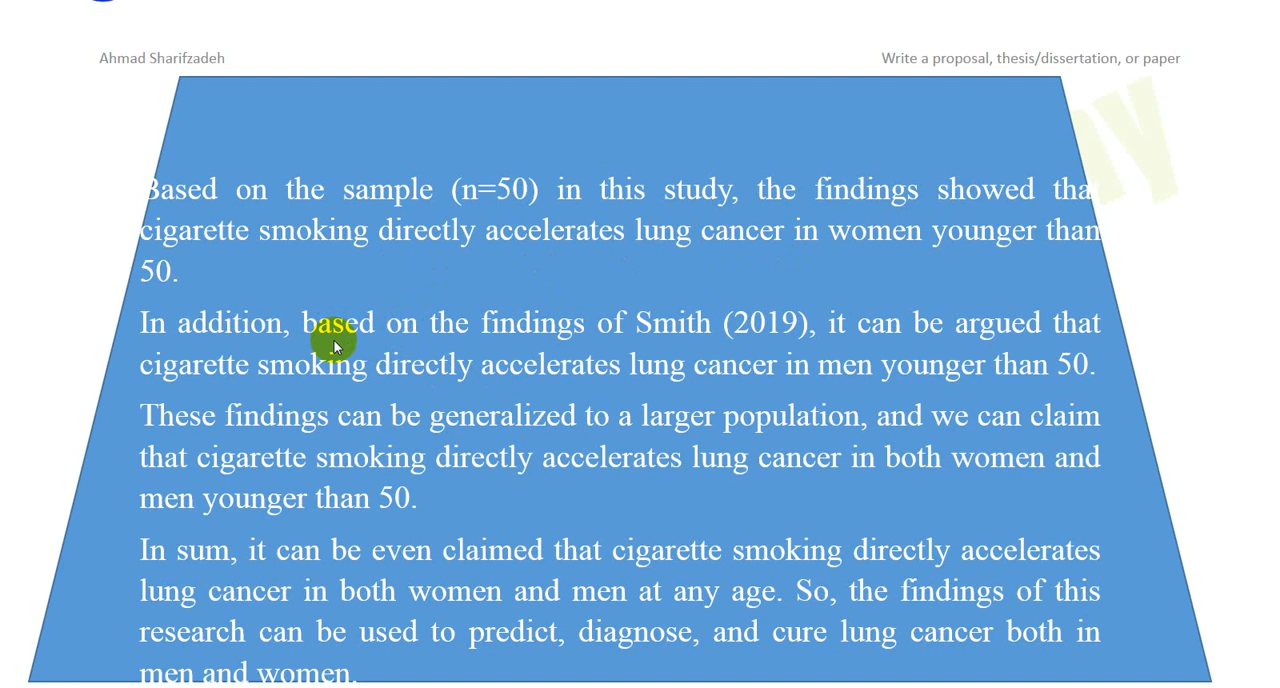 Ahmad Sharifzadeh
Write a proposal, thesis/dissertation, or paper
Based on the sample (n=50) in this study, the findings showed that
cigarette smoking directly accelerates lung cancer in women younger than
50.
In addition, based on the findings of Smith (2019), it can be argued that
cigarette smoking directly accelerates lung cancer in men younger than 50.
These findings can be generalized to a larger population, and we can claim
that cigarette smoking directly accelerates lung cancer in both women and
men younger than 50.
In sum, it can be even claimed that cigarette smoking directly accelerates
lung cancer in both women and men at any age. So, the findings of this
research can be used to predict, diagnose, and cure lung cancer both in
men and women.